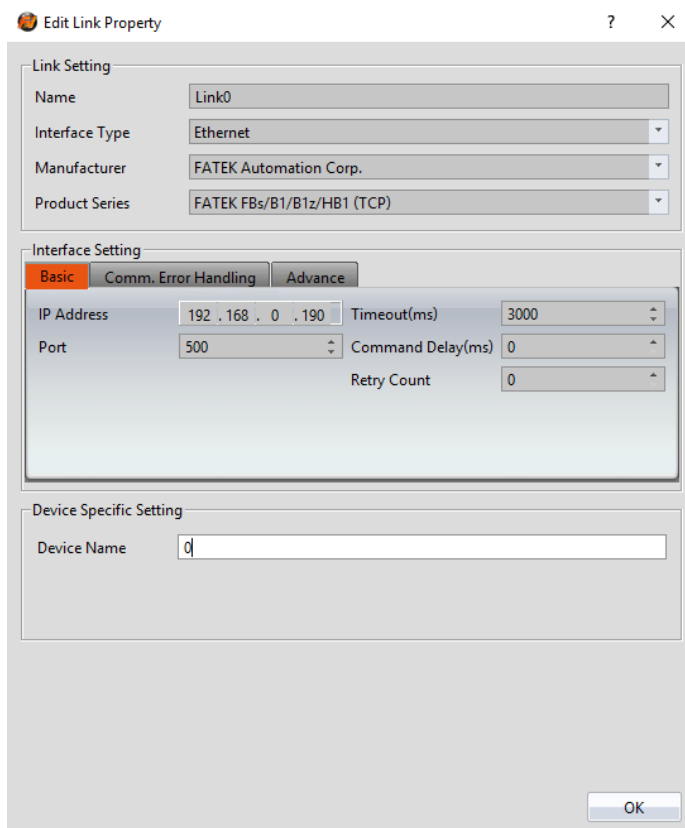 Edit Link Property
?
Link Setting
Name Link0
Interface Type Ethernet
Manufacturer FATEK Automation Corp.
Product Series FATEK FBs/B1/B1z/HB1 (TCP)
Interface Setting
Basic Comm. Error Handling Advance
IP Address 192 . 168 . 0 . 190 Timeout(ms) 3000
Port 500 Command Delay(ms) 0
Retry Count 0
Device Specific Setting
Device Name 0
OK